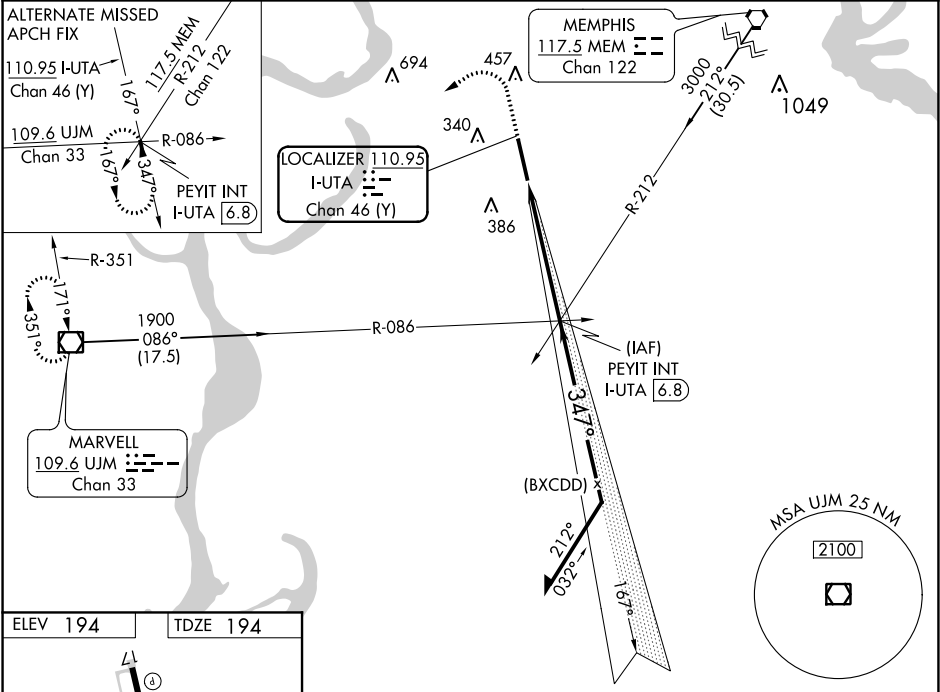 ALTERNATE MISSED
APCH FIX
110.95 I-UTA
Chan 46 (Y)
117.5 MEM
R-212
Chan 122
167°
109.6 UJM
Chan 33
R-086
167°
347°
PEYIT INT
I-UTA 6.8
694
457
340
386
MEMPHIS
117.5 MEM
Chan 122
3000
212°
(30.5)
1049
LOCALIZER 110.95
I-UTA
Chan 46 (Y)
R-212
R-351
171°
351°
1900
086°
(17.5)
R-086
(IAF)
PEYIT INT
I-UTA 6.8
347°
MARVELL
109.6 UJM
Chan 33
(BXCDD) x
212°
032°
167°
MSA UJM 25 NM
2100
ELEV 194
TDZE 194
17
P